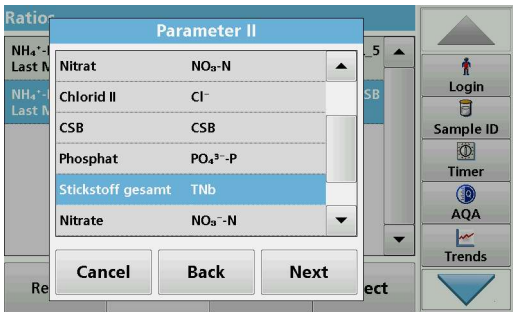 Ratios
Parameter II
NH₄⁺-
Last M
_5
NH₄⁺-
Last M
SB
Nitrat NO₃-N
Chlorid II Cl⁻
CSB CSB
Phosphat PO₄³⁻-P
Stickstoff gesamt TNb
Nitrate NO₃⁻-N
Cancel Back Next
Re
ect
Login
Sample ID
Timer
AQA
Trends